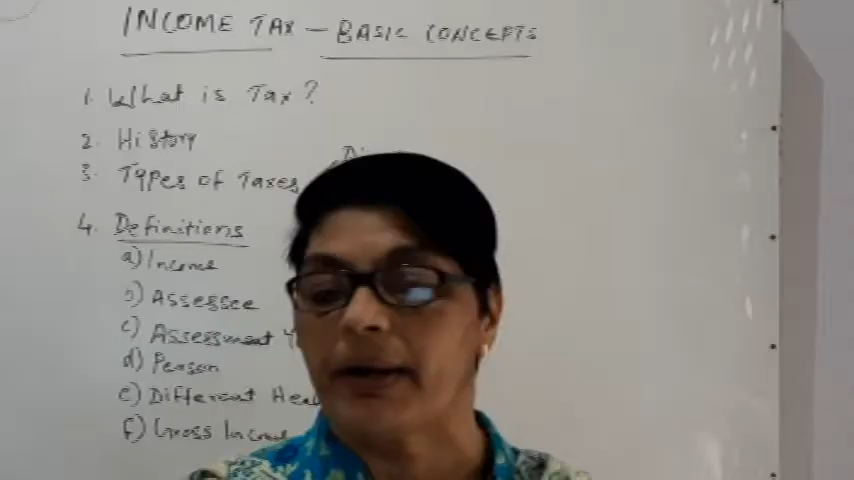 INCOME TAX - BASIC CONCEPTS
1. What is Tax?
2. History
3. Types of Taxes
4. Definitions
a) Income
b) Assessee
c) Assessment
d) Person
e) Different
f) Gross Income